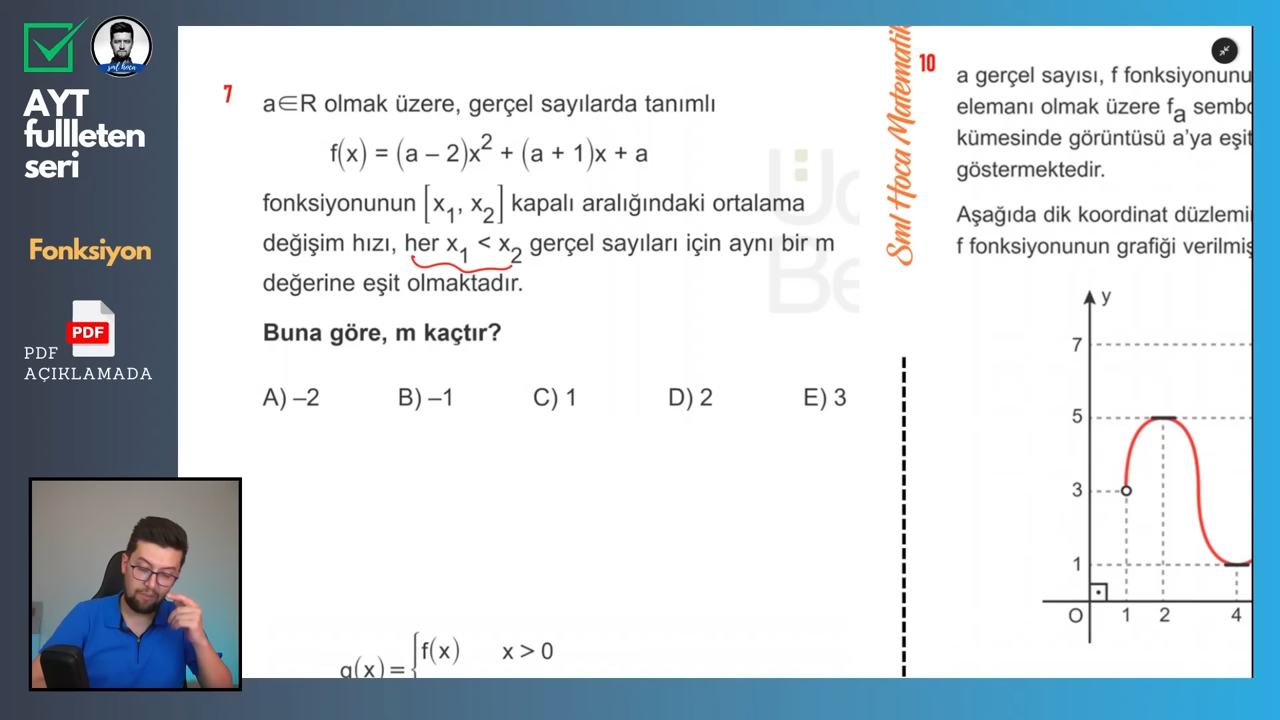 sml hoca
AYT
fullleten
seri
Fonksiyon
PDF
PDF
AÇIKLAMADA
7
a∈R olmak üzere, gerçel sayılarda tanımlı
f(x) = (a – 2)x² + (a + 1)x + a
fonksiyonunun [x₁, x₂] kapalı aralığındaki ortalama
değişim hızı, her x₁ < x₂ gerçel sayıları için aynı bir m
değerine eşit olmaktadır.
Buna göre, m kaçtır?
A) –2 B) –1 C) 1 D) 2 E) 3
g(x) = { f(x) x > 0
Sml Hoca Matematik
10
a gerçel sayısı, f fonksiyonunu
elemanı olmak üzere fₐ
kümesinde görüntüsü a'ya eşit
göstermektedir.
Aşağıda dik koordinat düzlemi
f fonksiyonunun grafiği verilmiş
y
7
5
3
1
O 1 2 4